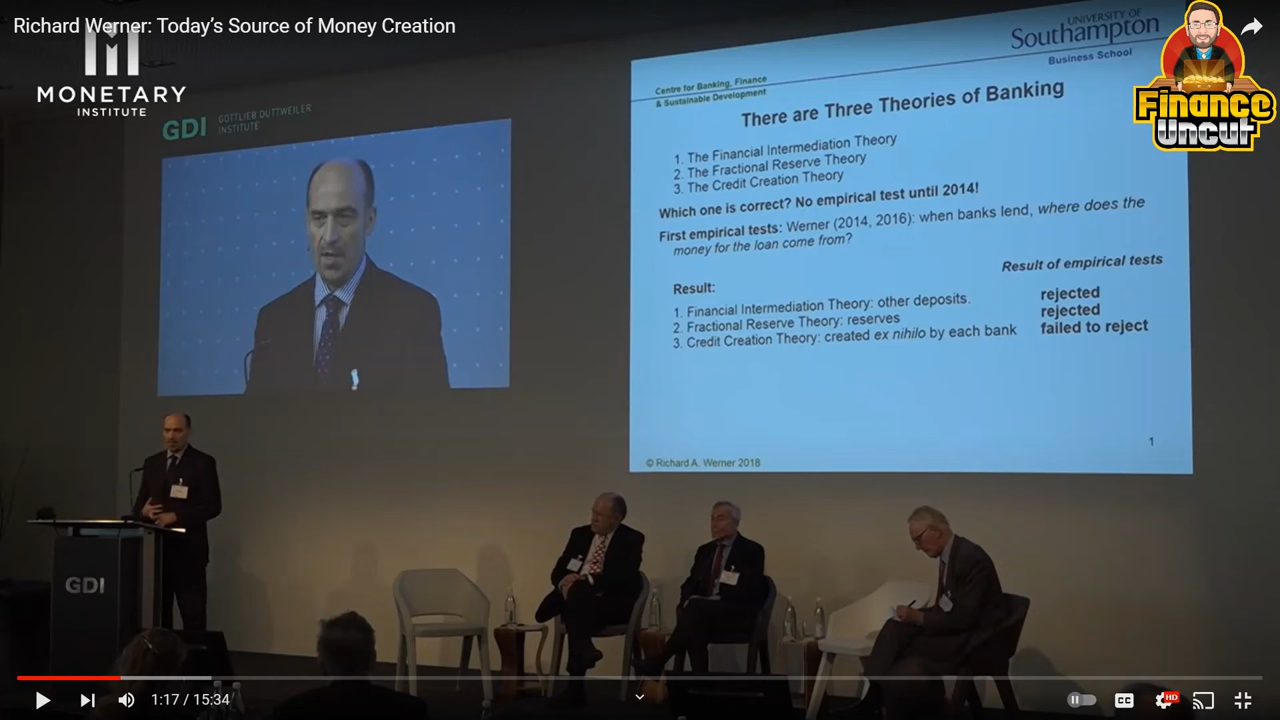 Richard Werner: Today's Source of Money Creation
MONETARY
INSTITUTE
GDI GOTTLIEB DUTTWEILER
INSTITUTE
Finance
Uncut
UNIVERSITY OF
Southampton
Business School
Centre for Banking, Finance
& Sustainable Development
There are Three Theories of Banking
1. The Financial Intermediation Theory
2. The Fractional Reserve Theory
3. The Credit Creation Theory
Which one is correct? No empirical test until 2014!
First empirical tests: Werner (2014, 2016): when banks lend, where does the
money for the loan come from?
Result of empirical tests
Result:
1. Financial Intermediation Theory: other deposits. rejected
2. Fractional Reserve Theory: reserves rejected
3. Credit Creation Theory: created ex nihilo by each bank failed to reject
1
© Richard A. Werner 2018
GDI
1:17 / 15:34
CC
HD